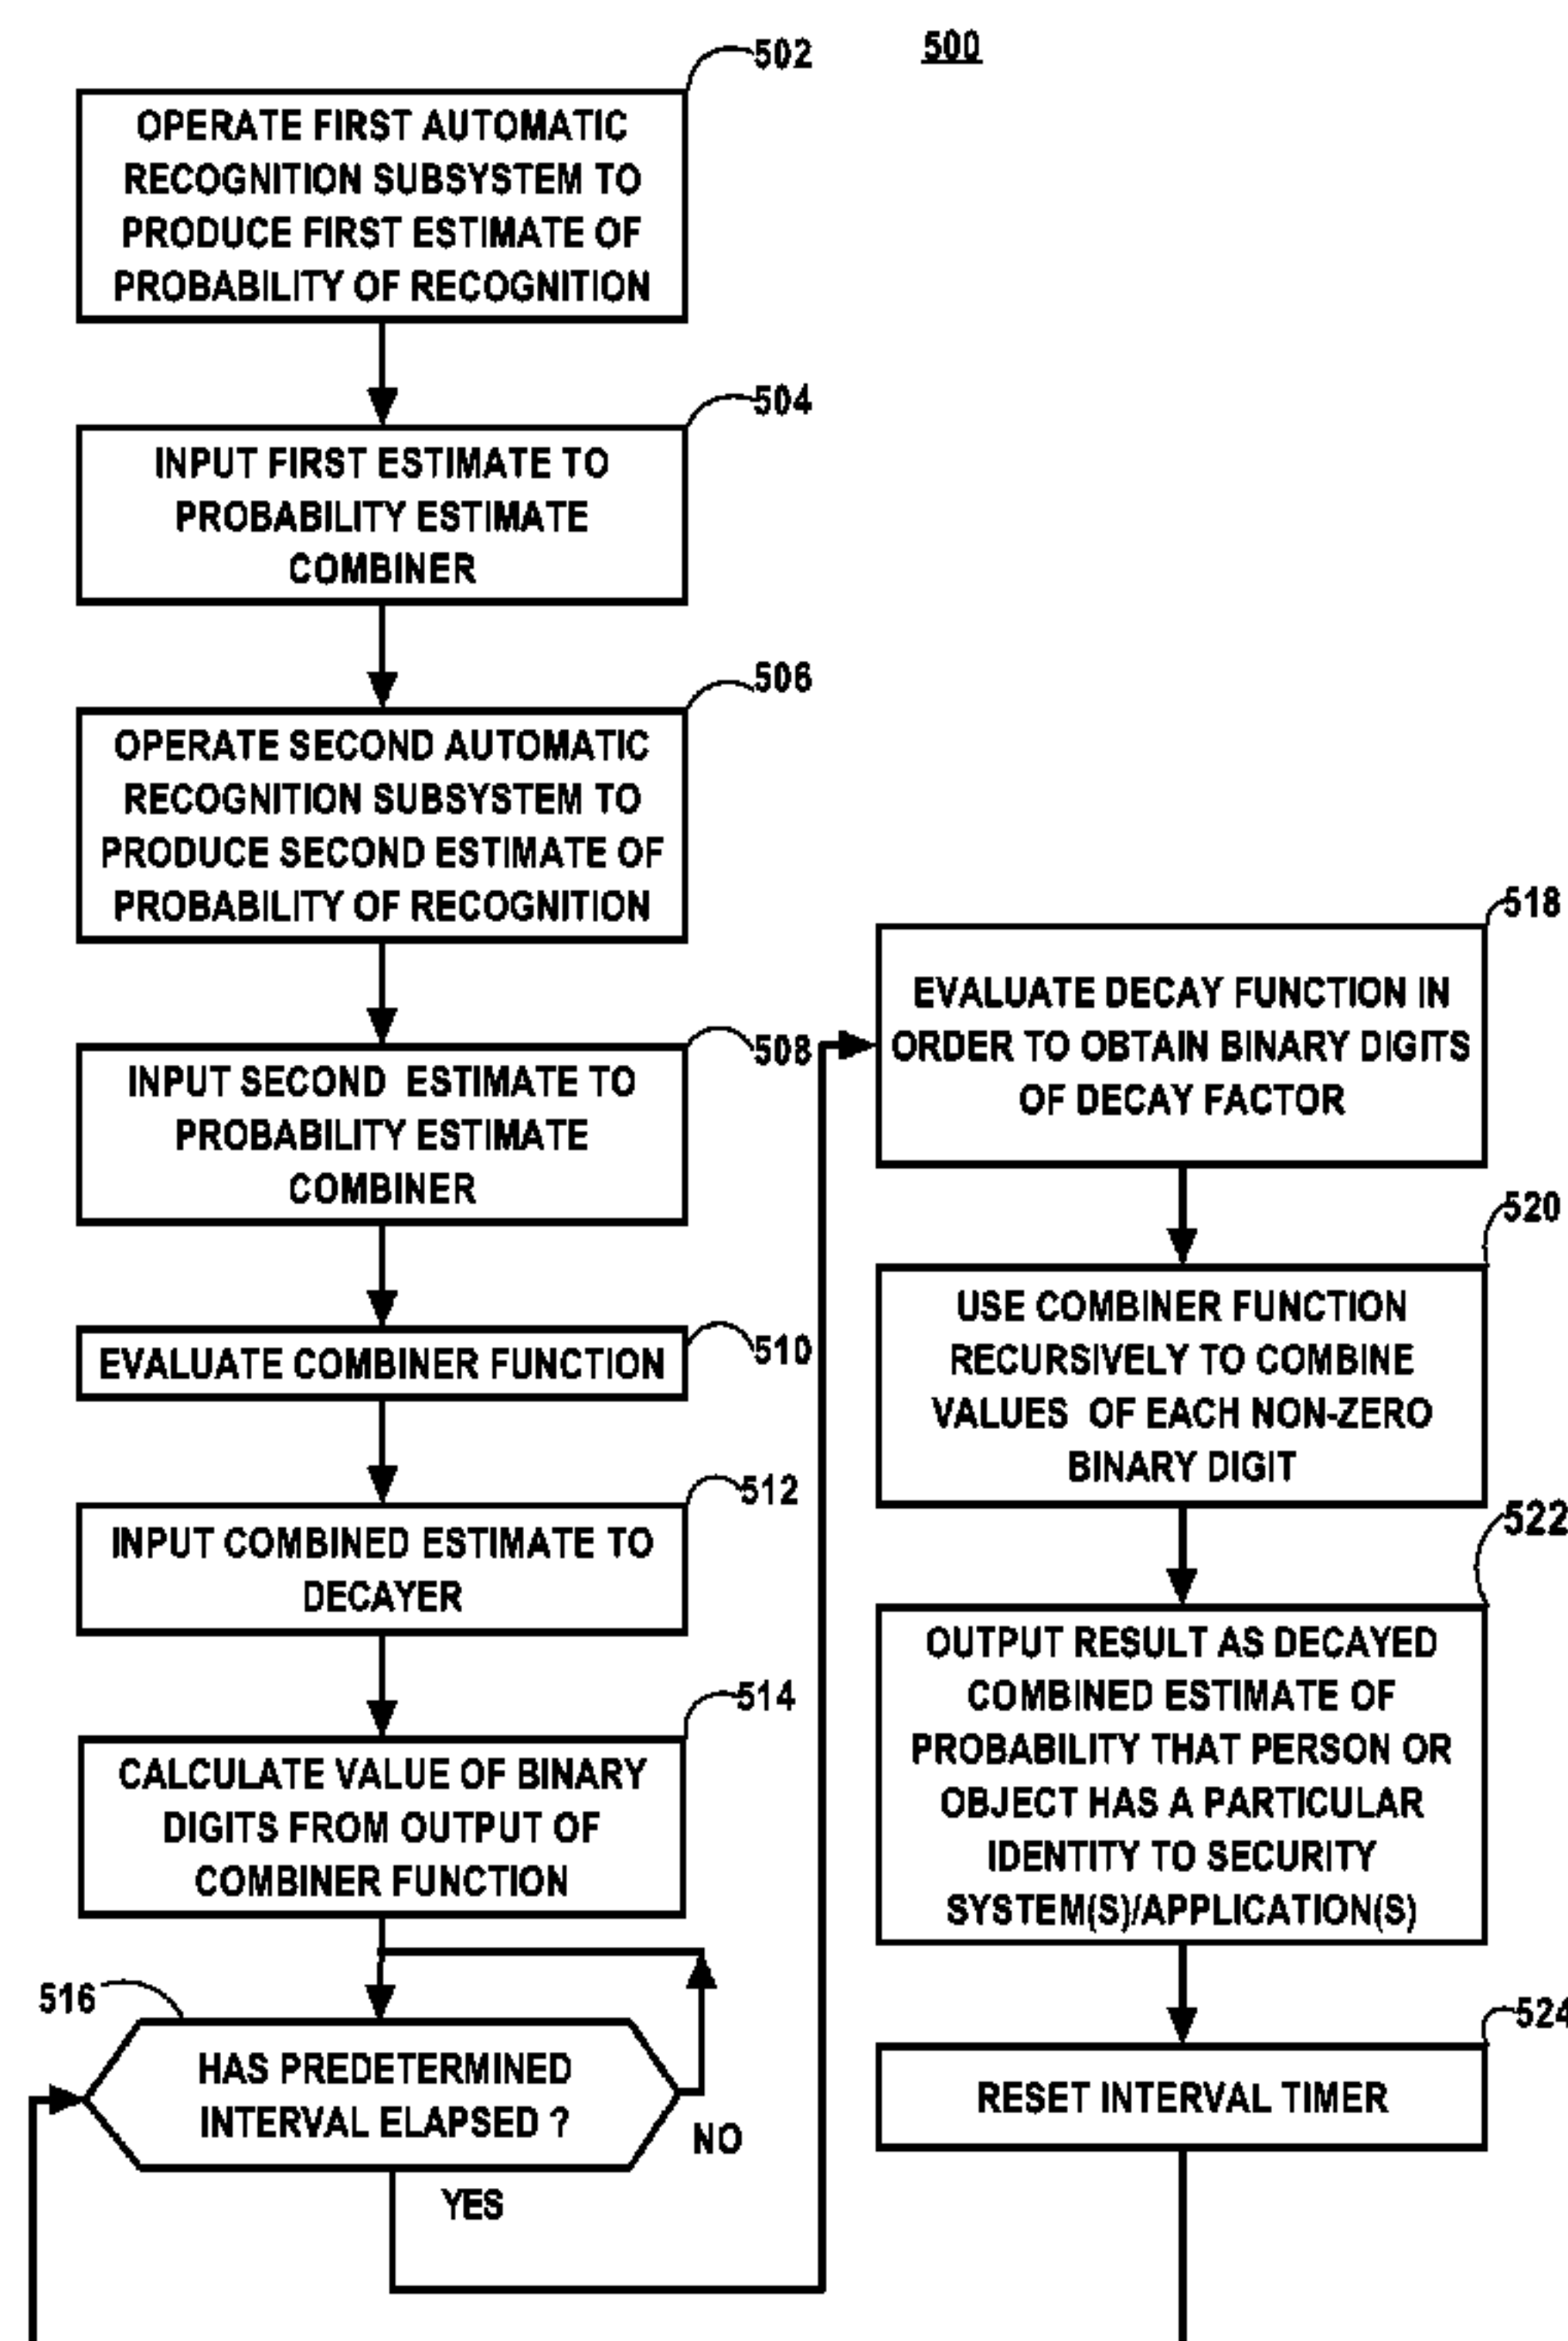 500
502
OPERATE FIRST AUTOMATIC
RECOGNITION SUBSYSTEM TO
PRODUCE FIRST ESTIMATE OF
PROBABILITY OF RECOGNITION
504
INPUT FIRST ESTIMATE TO
PROBABILITY ESTIMATE
COMBINER
506
OPERATE SECOND AUTOMATIC
RECOGNITION SUBSYSTEM TO
PRODUCE SECOND ESTIMATE OF
PROBABILITY OF RECOGNITION
508
INPUT SECOND ESTIMATE TO
PROBABILITY ESTIMATE
COMBINER
510
EVALUATE COMBINER FUNCTION
512
INPUT COMBINED ESTIMATE TO
DECAYER
514
CALCULATE VALUE OF BINARY
DIGITS FROM OUTPUT OF
COMBINER FUNCTION
516
HAS PREDETERMINED
INTERVAL ELAPSED ?
NO
YES
518
EVALUATE DECAY FUNCTION IN
ORDER TO OBTAIN BINARY DIGITS
OF DECAY FACTOR
520
USE COMBINER FUNCTION
RECURSIVELY TO COMBINE
VALUES OF EACH NON-ZERO
BINARY DIGIT
522
OUTPUT RESULT AS DECAYED
COMBINED ESTIMATE OF
PROBABILITY THAT PERSON OR
OBJECT HAS A PARTICULAR
IDENTITY TO SECURITY
SYSTEM(S)/APPLICATION(S)
524
RESET INTERVAL TIMER